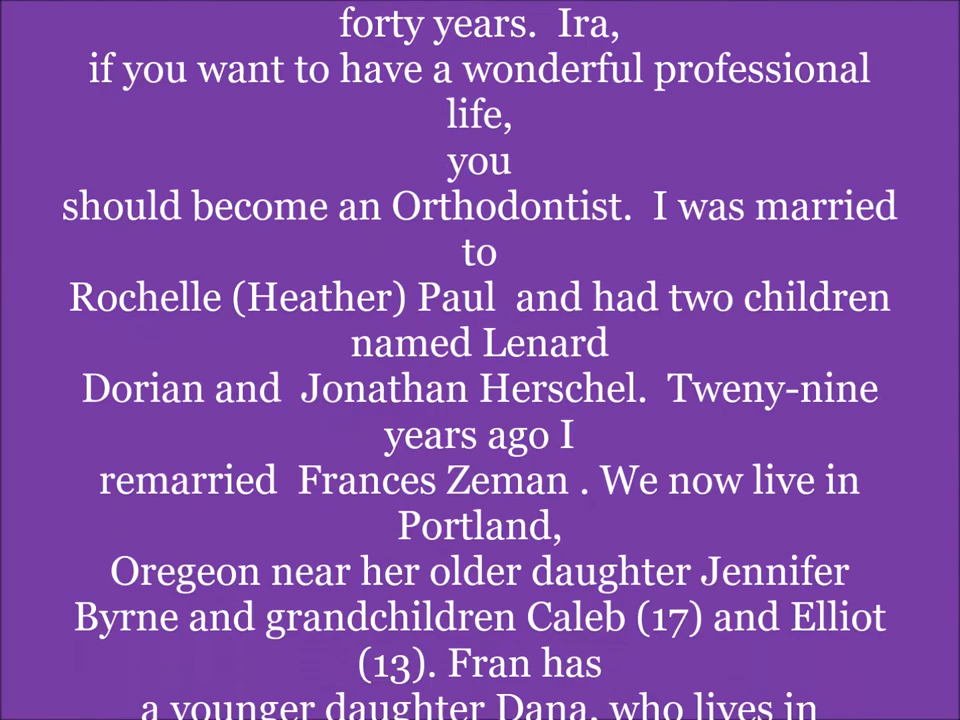 forty years.  Ira,
if you want to have a wonderful professional
life,
you
should become an Orthodontist.  I was married
to
Rochelle (Heather) Paul  and had two children
named Lenard
Dorian and  Jonathan Herschel.  Tweny-nine
years ago I
remarried  Frances Zeman . We now live in
Portland,
Oregeon near her older daughter Jennifer
Byrne and grandchildren Caleb (17) and Elliot
(13). Fran has
a younger daughter Dana, who lives in